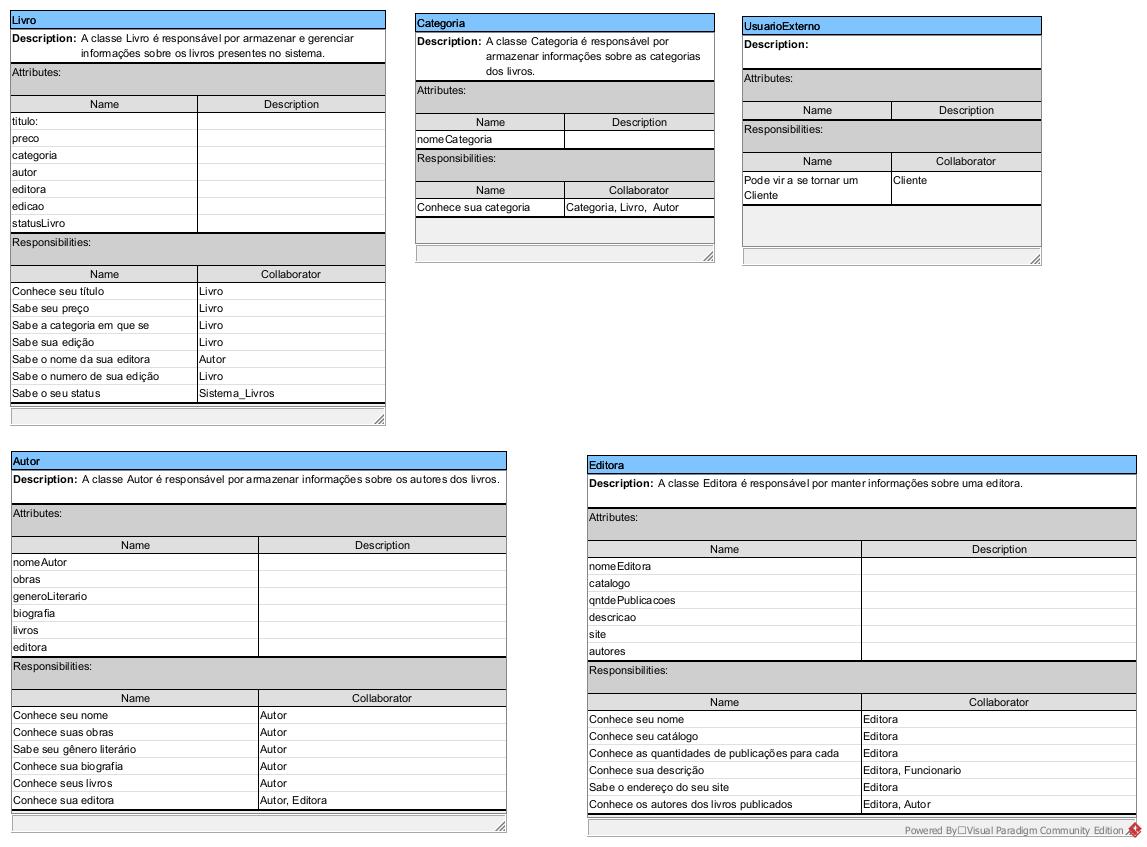 Livro
Description: A classe Livro é responsável por armazenar e gerenciar
informações sobre os livros presentes no sistema.
Attributes:
Name Description
titulo:
preco
categoria
autor
editora
edicao
statusLivro
Responsibilities:
Name Collaborator
Conhece seu título Livro
Sabe seu preço Livro
Sabe a categoria em que se Livro
Sabe sua edição Livro
Sabe o nome da sua editora Autor
Sabe o numero de sua edição Livro
Sabe o seu status Sistema_Livros
Categoria
Description: A classe Categoria é responsável por
armazenar informações sobre as categorias
dos livros.
Attributes:
Name Description
nomeCategoria
Responsibilities:
Name Collaborator
Conhece sua categoria Categoria, Livro, Autor
UsuarioExterno
Description:
Attributes:
Name Description
Responsibilities:
Name Collaborator
Pode vir a se tornar um Cliente
Cliente
Autor
Description: A classe Autor é responsável por armazenar informações sobre os autores dos livros.
Attributes:
Name Description
nomeAutor
obras
generoLiterario
biografia
livros
editora
Responsibilities:
Name Collaborator
Conhece seu nome Autor
Conhece suas obras Autor
Sabe seu gênero literário Autor
Conhece sua biografia Autor
Conhece seus livros Autor
Conhece sua editora Autor, Editora
Editora
Description: A classe Editora é responsável por manter informações sobre uma editora.
Attributes:
Name Description
nomeEditora
catalogo
qntdePublicacoes
descricao
site
autores
Responsibilities:
Name Collaborator
Conhece seu nome Editora
Conhece seu catálogo Editora
Conhece as quantidades de publicações para cada Editora
Conhece sua descrição Editora, Funcionario
Sabe o endereço do seu site Editora
Conhece os autores dos livros publicados Editora, Autor
Powered By□Visual Paradigm Community Edition